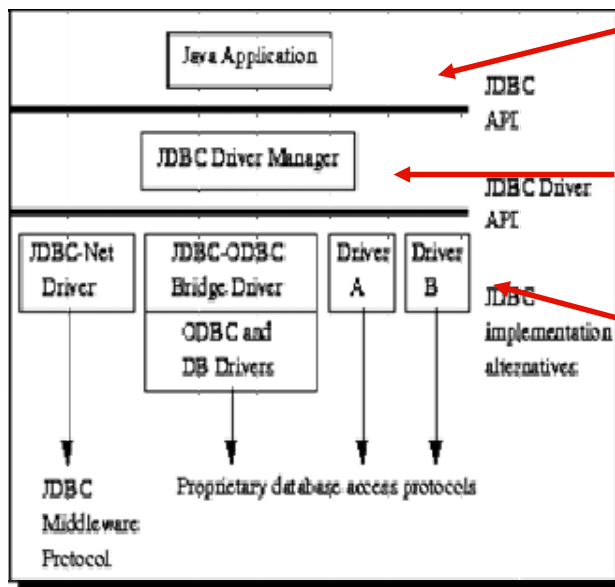 Java Application
JDBC
API
JDBC Driver Manager
JDBC Driver
API
JDBC-Net
Driver
JDBC-ODBC
Bridge Driver
Driver
A
Driver
B
ODBC and
DB Drivers
JDBC
implementation
alternatives
JDBC
Middleware
Protocol
Proprietary database access protocols